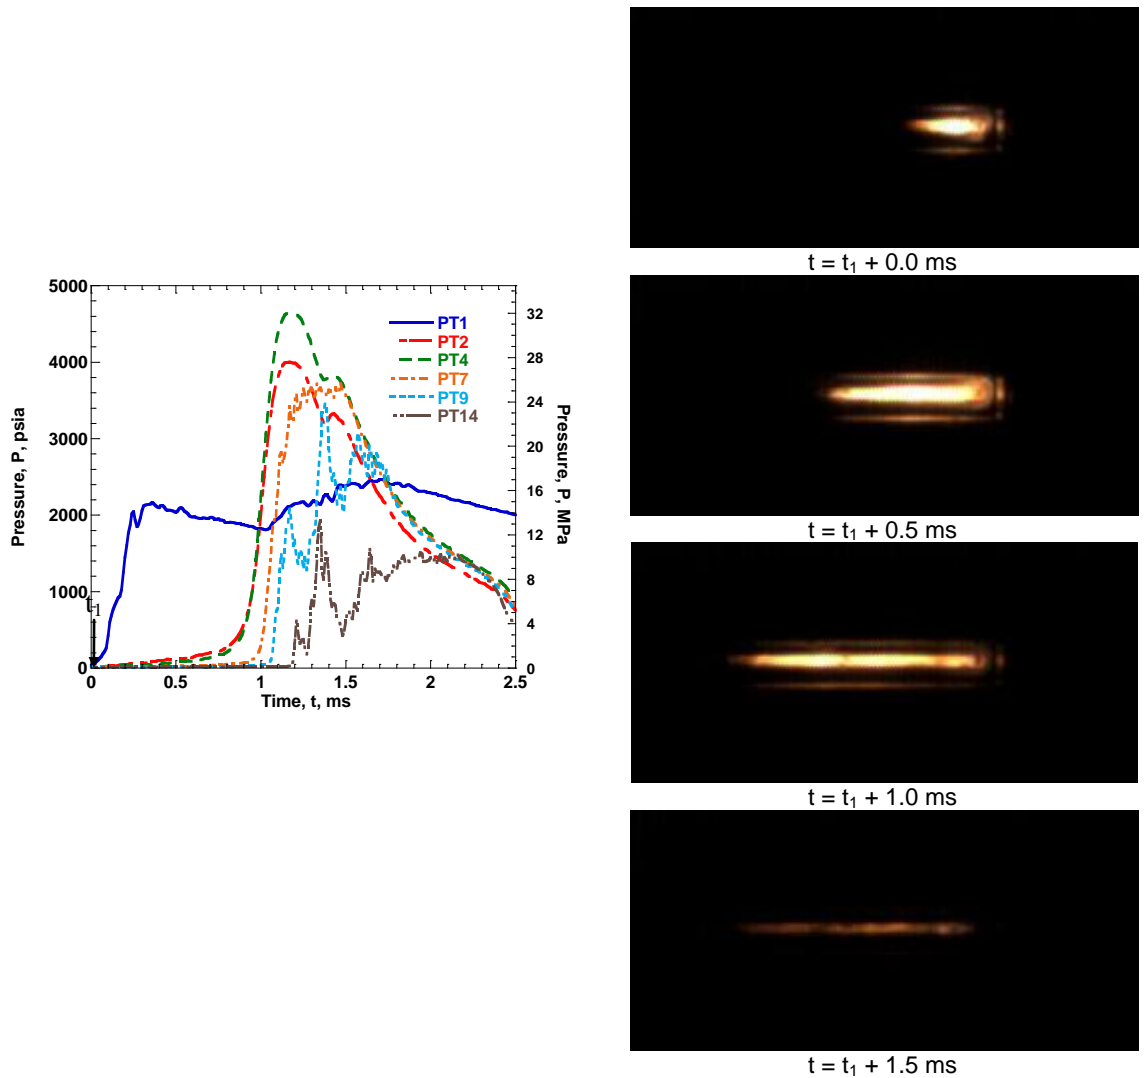 t = t₁ + 0.0 ms
5000
4000
3000
2000
1000
0
Pressure, P, psia
PT1
PT2
PT4
PT7
PT9
PT14
32
28
24
20
16
12
8
4
0
Pressure, P, MPa
t₁
0 0.5 1 1.5 2 2.5
Time, t, ms
t = t₁ + 0.5 ms
t = t₁ + 1.0 ms
t = t₁ + 1.5 ms